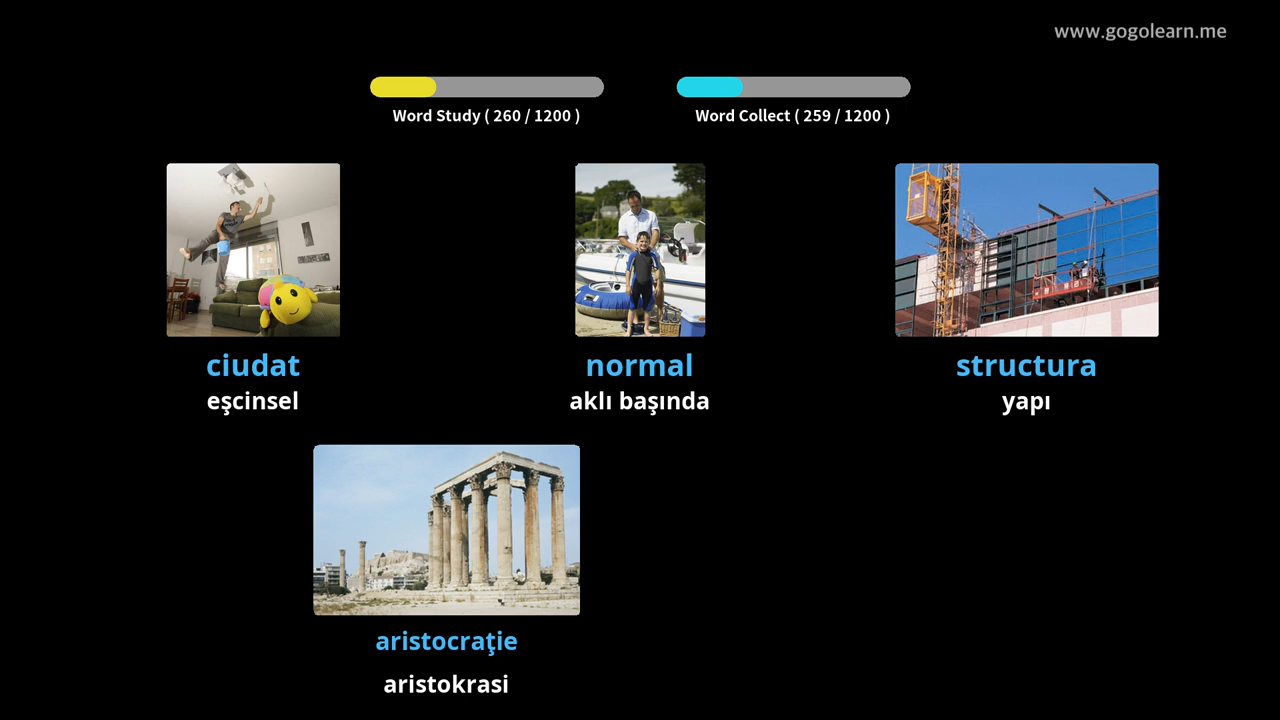 www.gogolearn.me
Word Study ( 260 / 1200 )
Word Collect ( 259 / 1200 )
ciudat
eşcinsel
normal
aklı başında
structura
yapı
aristocraţie
aristokrasi